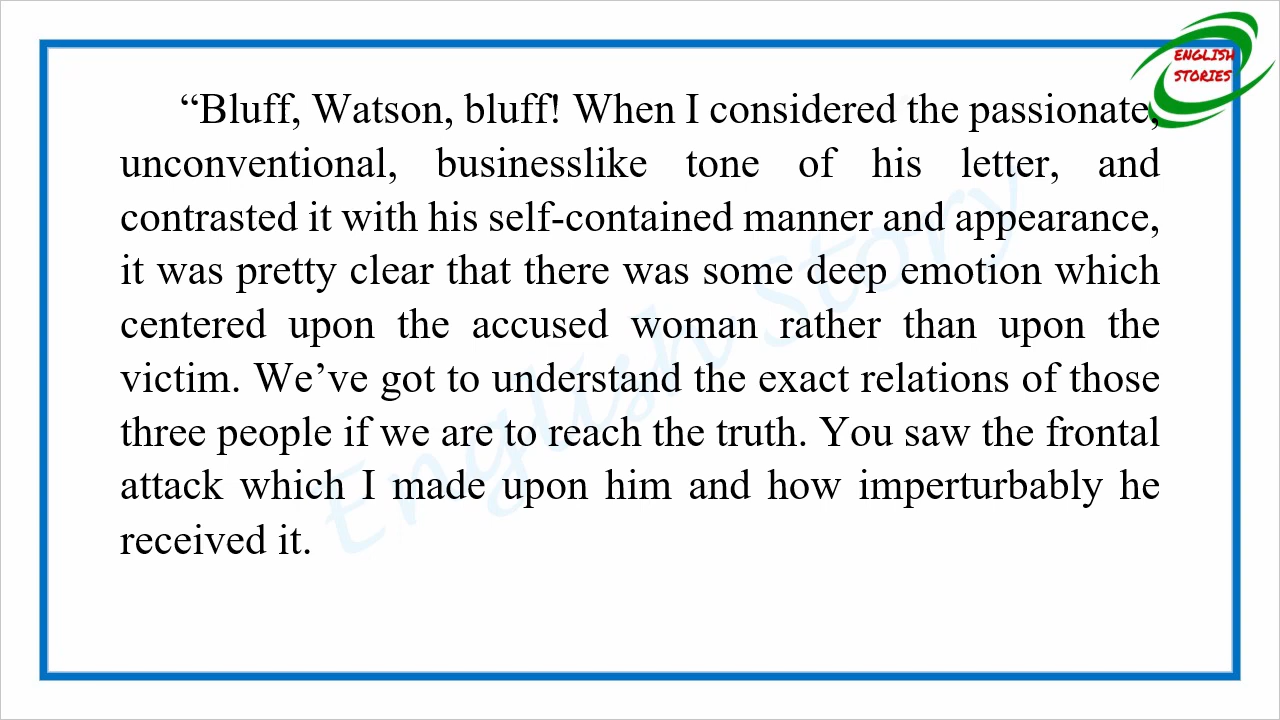 ENGLISH
STORIES
“Bluff, Watson, bluff! When I considered the passionate,
unconventional, businesslike tone of his letter, and
contrasted it with his self-contained manner and appearance,
it was pretty clear that there was some deep emotion which
centered upon the accused woman rather than upon the
victim. We’ve got to understand the exact relations of those
three people if we are to reach the truth. You saw the frontal
attack which I made upon him and how imperturbably he
received it.
English Story